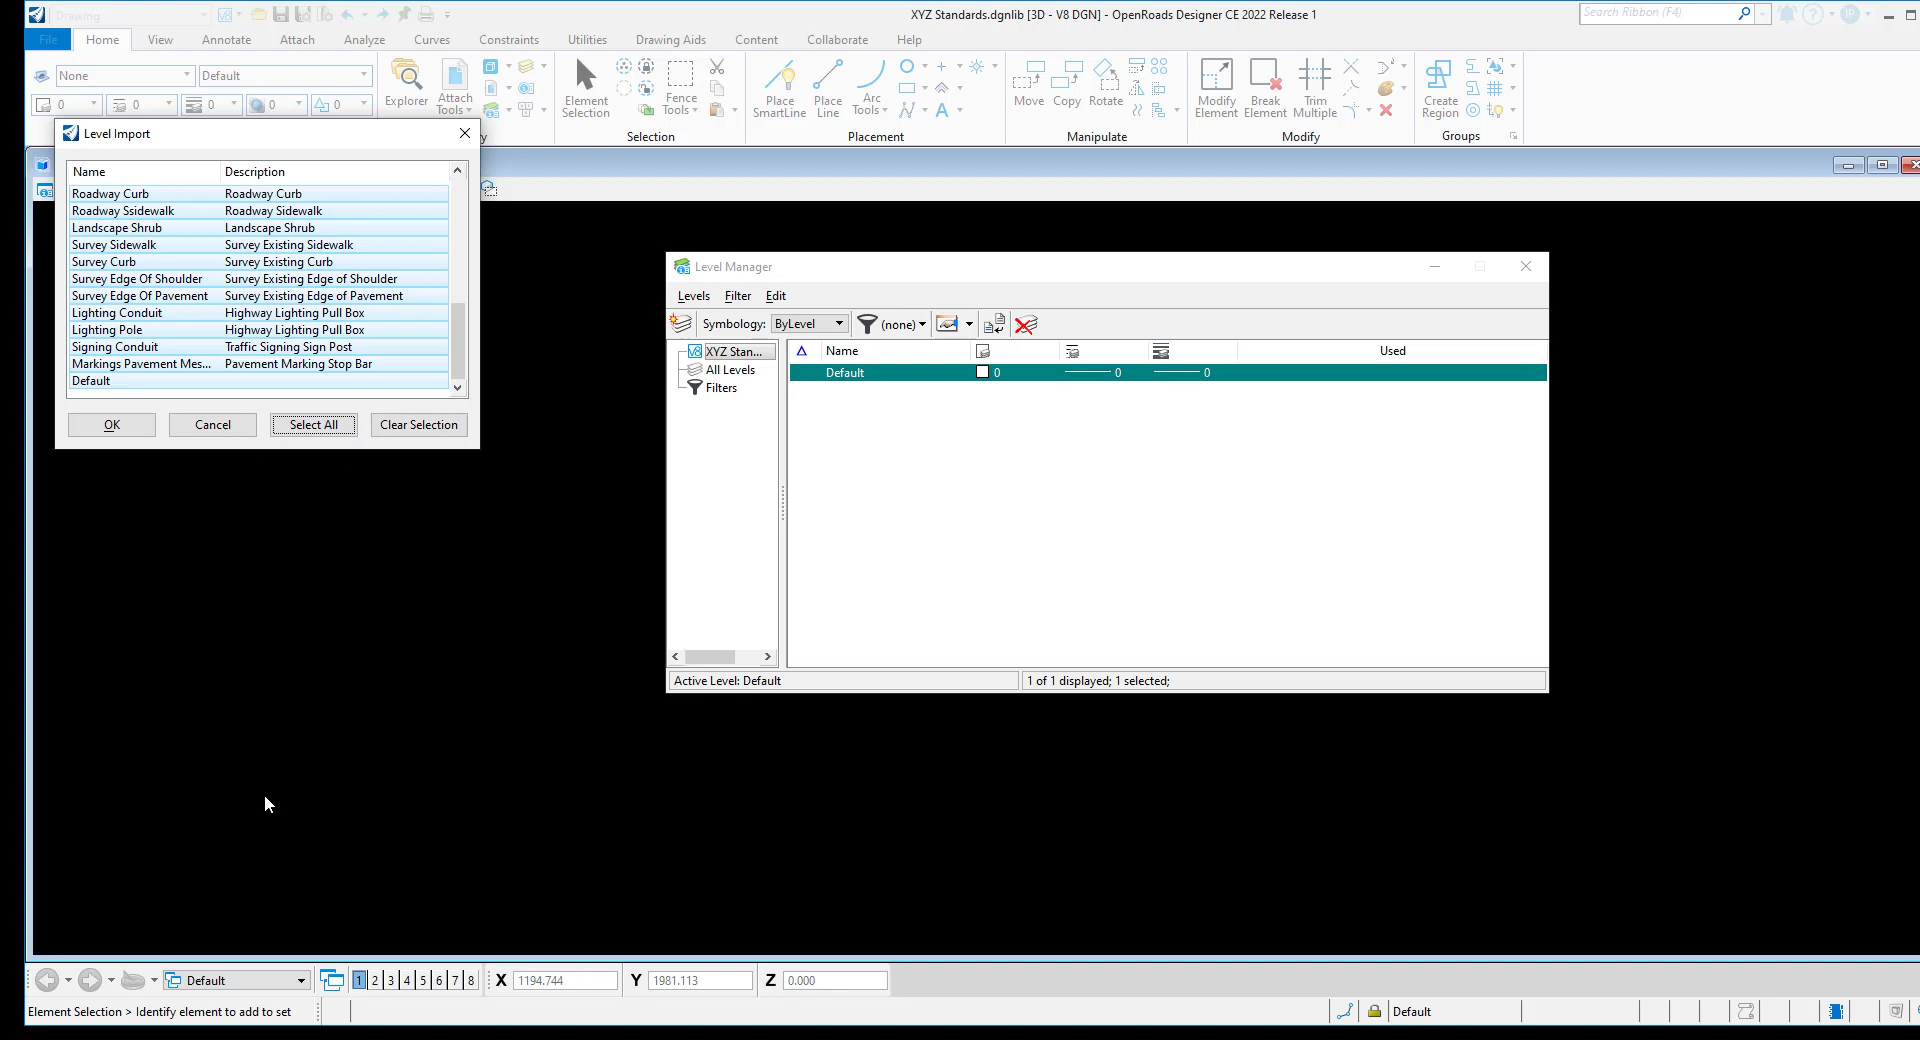 Drawing
XYZ Standards.dgnlib [3D - V8 DGN] - OpenRoads Designer CE 2022 Release 1
Search Ribbon (F4)
JP
File
Home
View
Annotate
Attach
Analyze
Curves
Constraints
Utilities
Drawing Aids
Content
Collaborate
Help
None
Default
0
0
0
0
0
Explorer
Attach
Tools
Element
Selection
Fence
Tools
Selection
Place
SmartLine
Place
Line
Arc
Tools
Placement
Move
Copy
Rotate
Manipulate
Modify
Element
Break
Element
Trim
Multiple
Modify
Create
Region
Groups
Level Import
Name Description
Roadway Curb Roadway Curb
Roadway Ssidewalk Roadway Sidewalk
Landscape Shrub Landscape Shrub
Survey Sidewalk Survey Existing Sidewalk
Survey Curb Survey Existing Curb
Survey Edge Of Shoulder Survey Existing Edge of Shoulder
Survey Edge Of Pavement Survey Existing Edge of Pavement
Lighting Conduit Highway Lighting Pull Box
Lighting Pole Highway Lighting Pull Box
Signing Conduit Traffic Signing Sign Post
Markings Pavement Mes... Pavement Marking Stop Bar
Default
OK
Cancel
Select All
Clear Selection
Level Manager
Levels Filter Edit
Symbology: ByLevel
(none)
V8 XYZ Stan...
All Levels
Filters
Name Used
Default 0 0 0
Active Level: Default
1 of 1 displayed; 1 selected;
Default
1 2 3 4 5 6 7 8
X 1194.744
Y 1981.113
Z 0.000
Element Selection > Identify element to add to set
Default